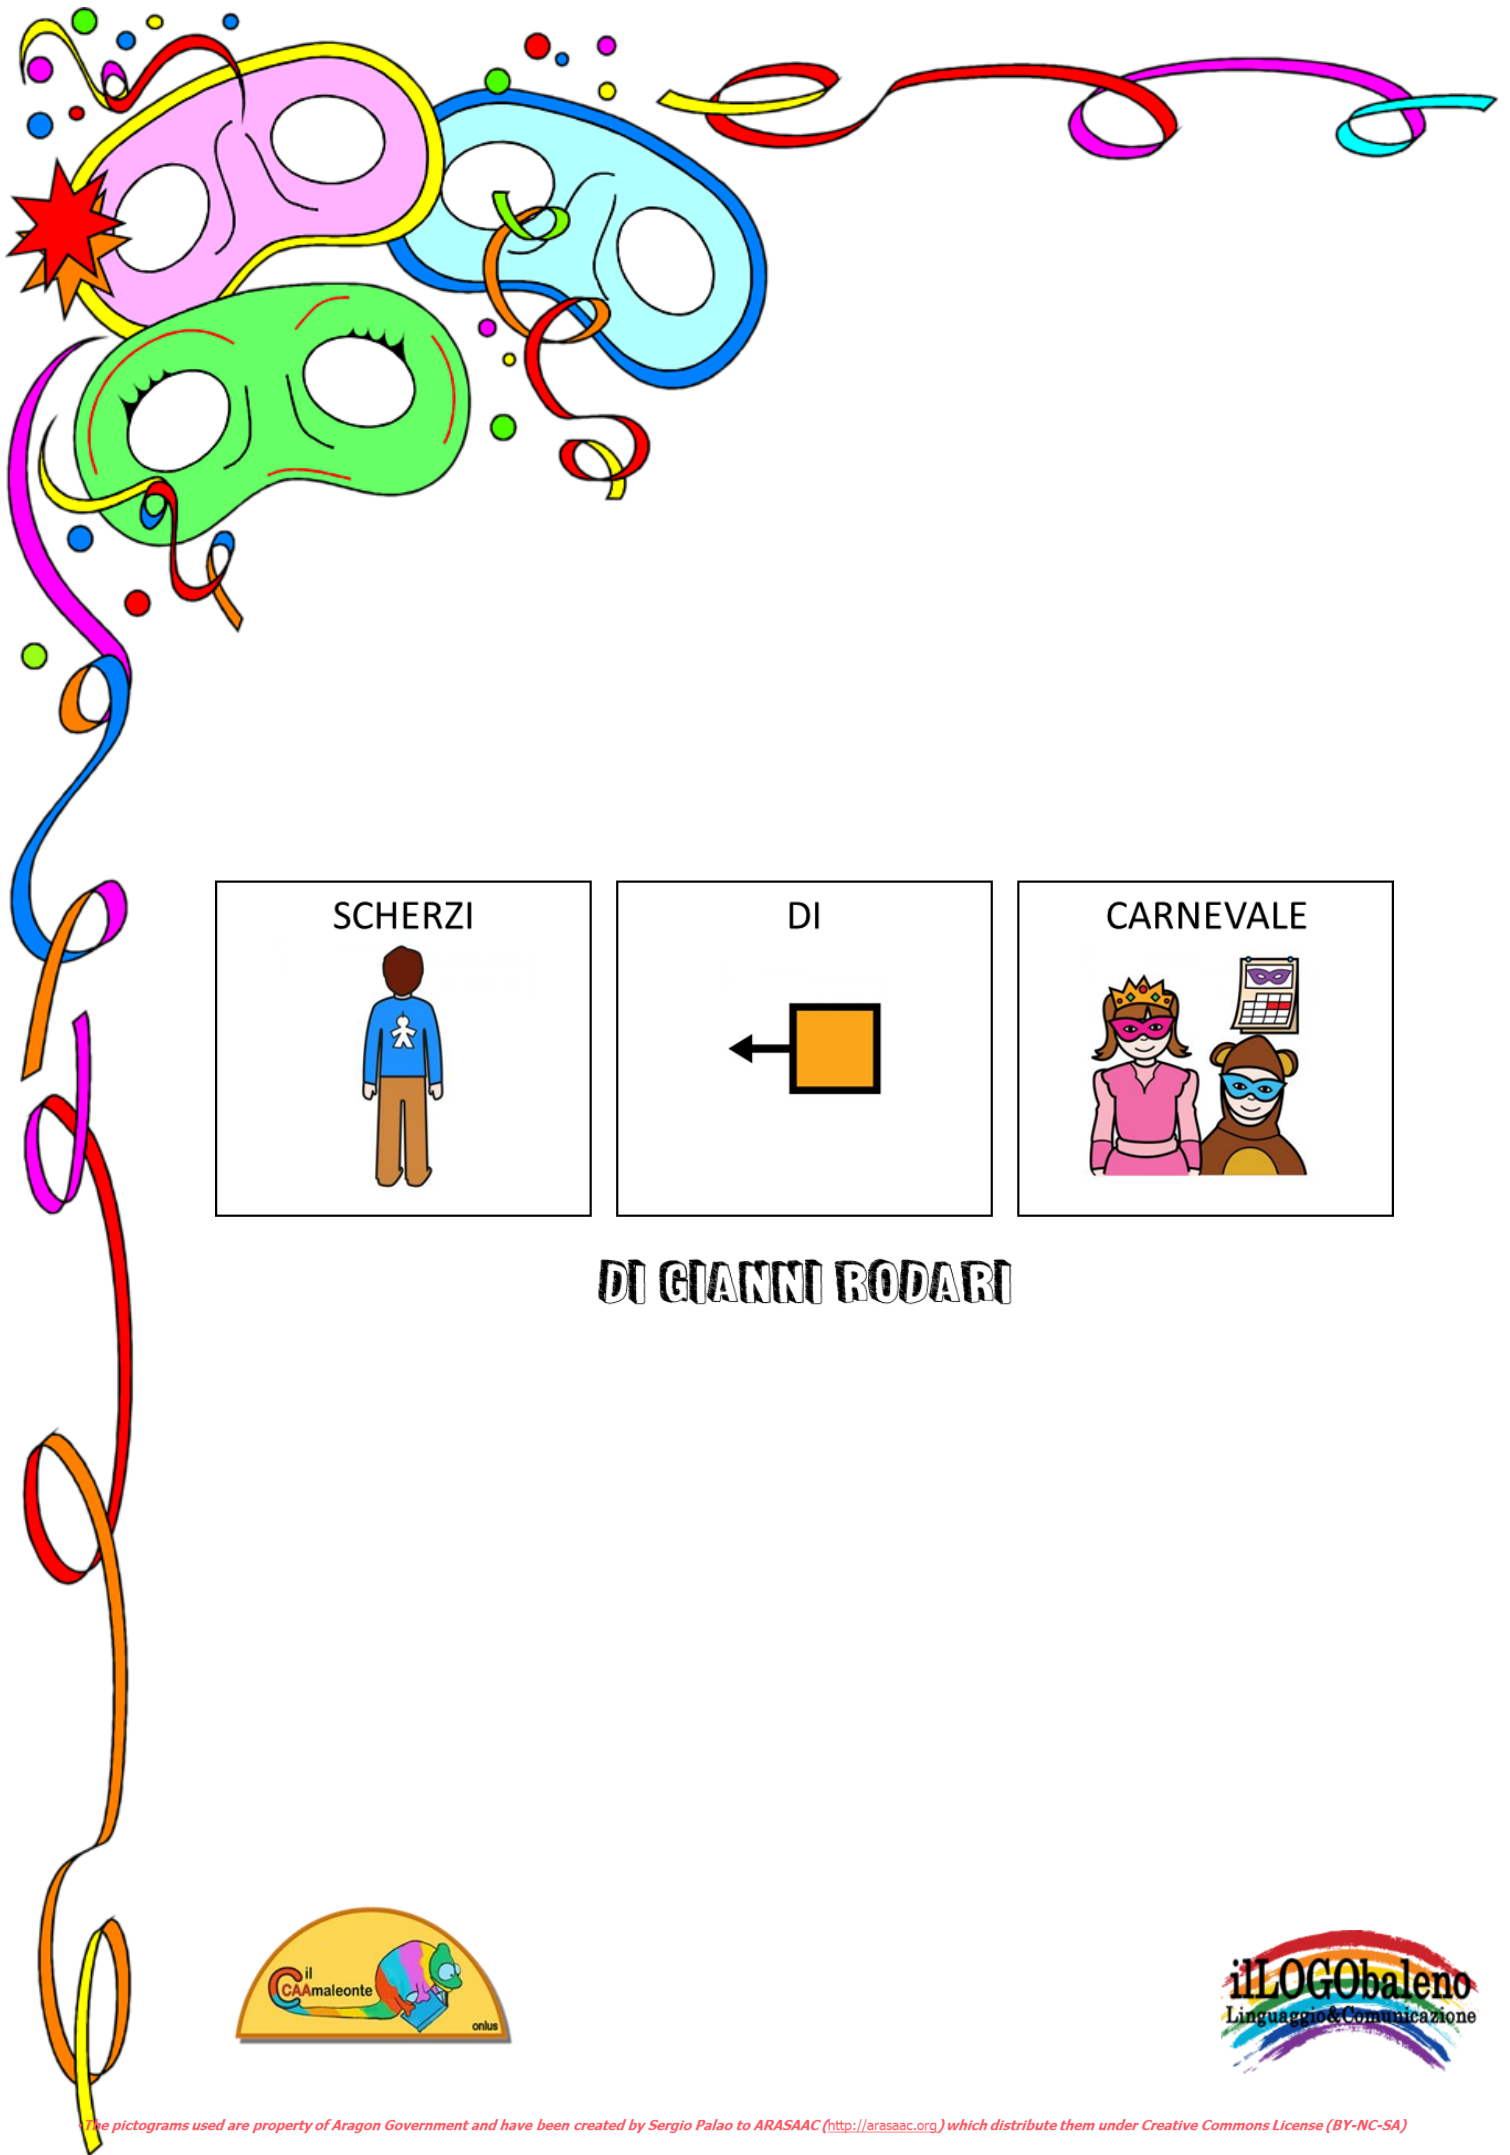 SCHERZI DI CARNEVALE
DI GIANNI RODARI
il
CAAmaleonte
onlus
ilLOGObaleno
Linguaggio&Comunicazione
The pictograms used are property of Aragon Government and have been created by Sergio Palao to ARASAAC (http://arasaac.org) which distribute them under Creative Commons License (BY-NC-SA)